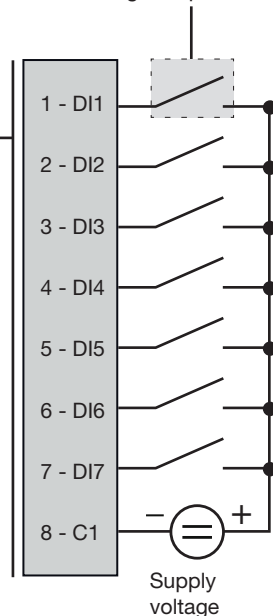 1 - DI1
2 - DI2
3 - DI3
4 - DI4
5 - DI5
6 - DI6
7 - DI7
8 - C1
– +
Supply
voltage